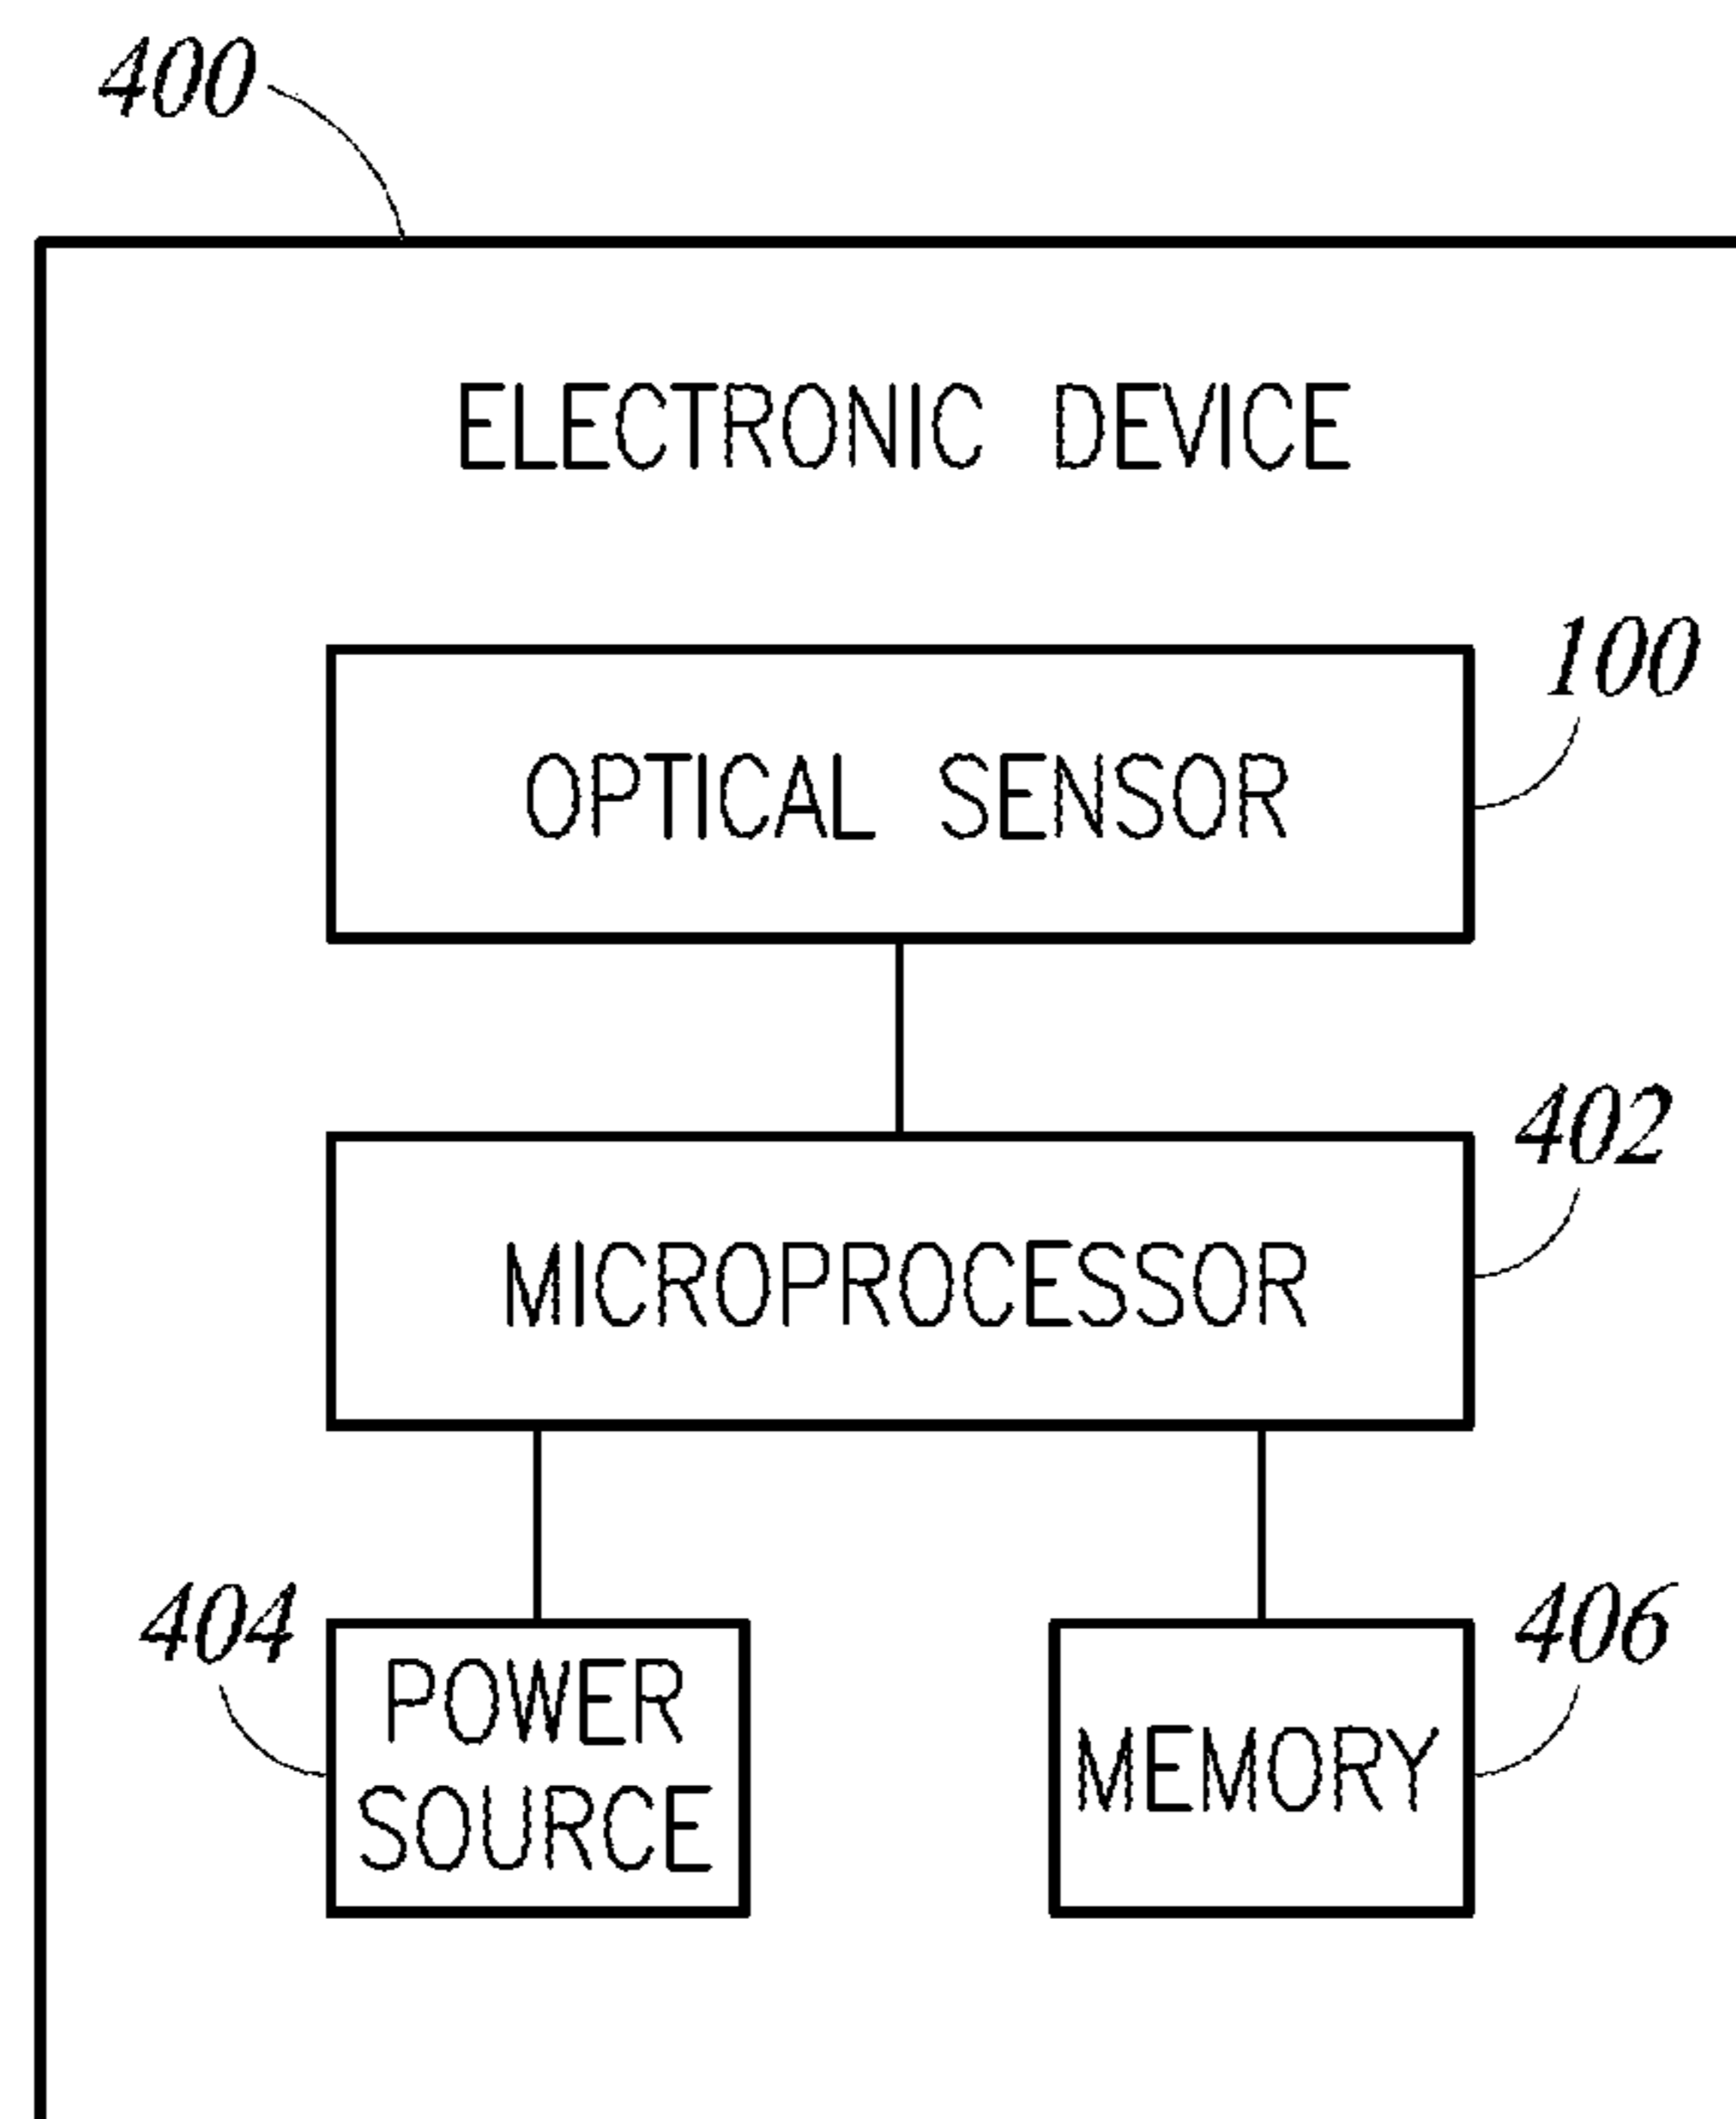 400
ELECTRONIC DEVICE
100
OPTICAL SENSOR
402
MICROPROCESSOR
404
POWER
SOURCE
406
MEMORY